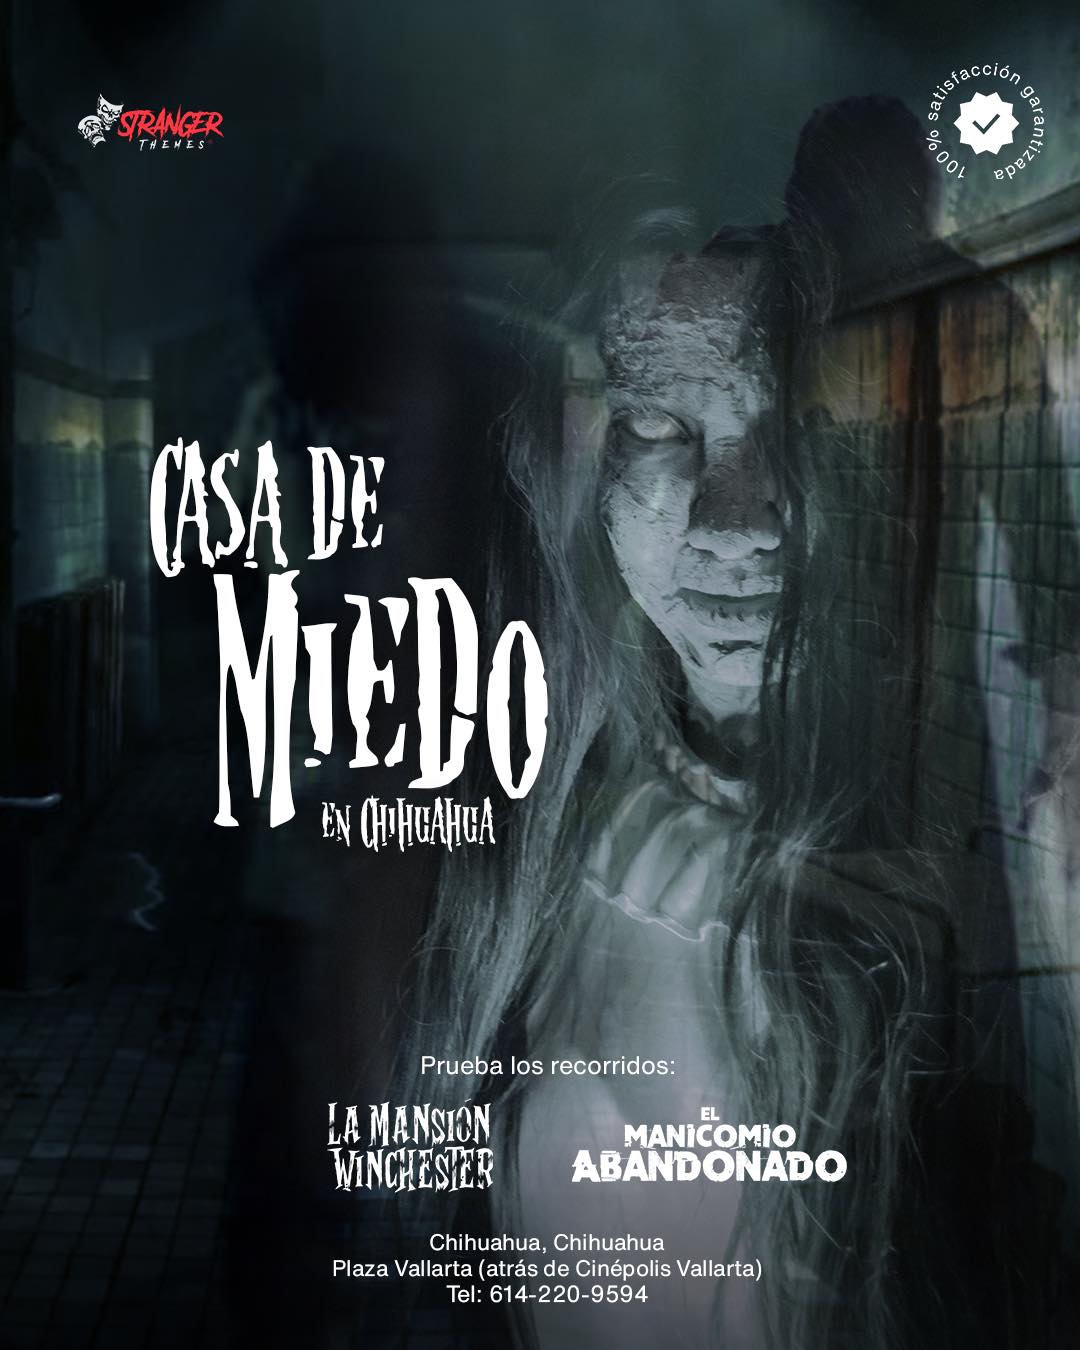 STRANGER
THEMES
100% satisfacción garantizada
CASA DE
MIEDO
EN CHIHUAHUA
Prueba los recorridos:
LA MANSIÓN
WINCHESTER
EL
MANICOMIO
ABANDONADO
Chihuahua, Chihuahua
Plaza Vallarta (atrás de Cinépolis Vallarta)
Tel: 614-220-9594